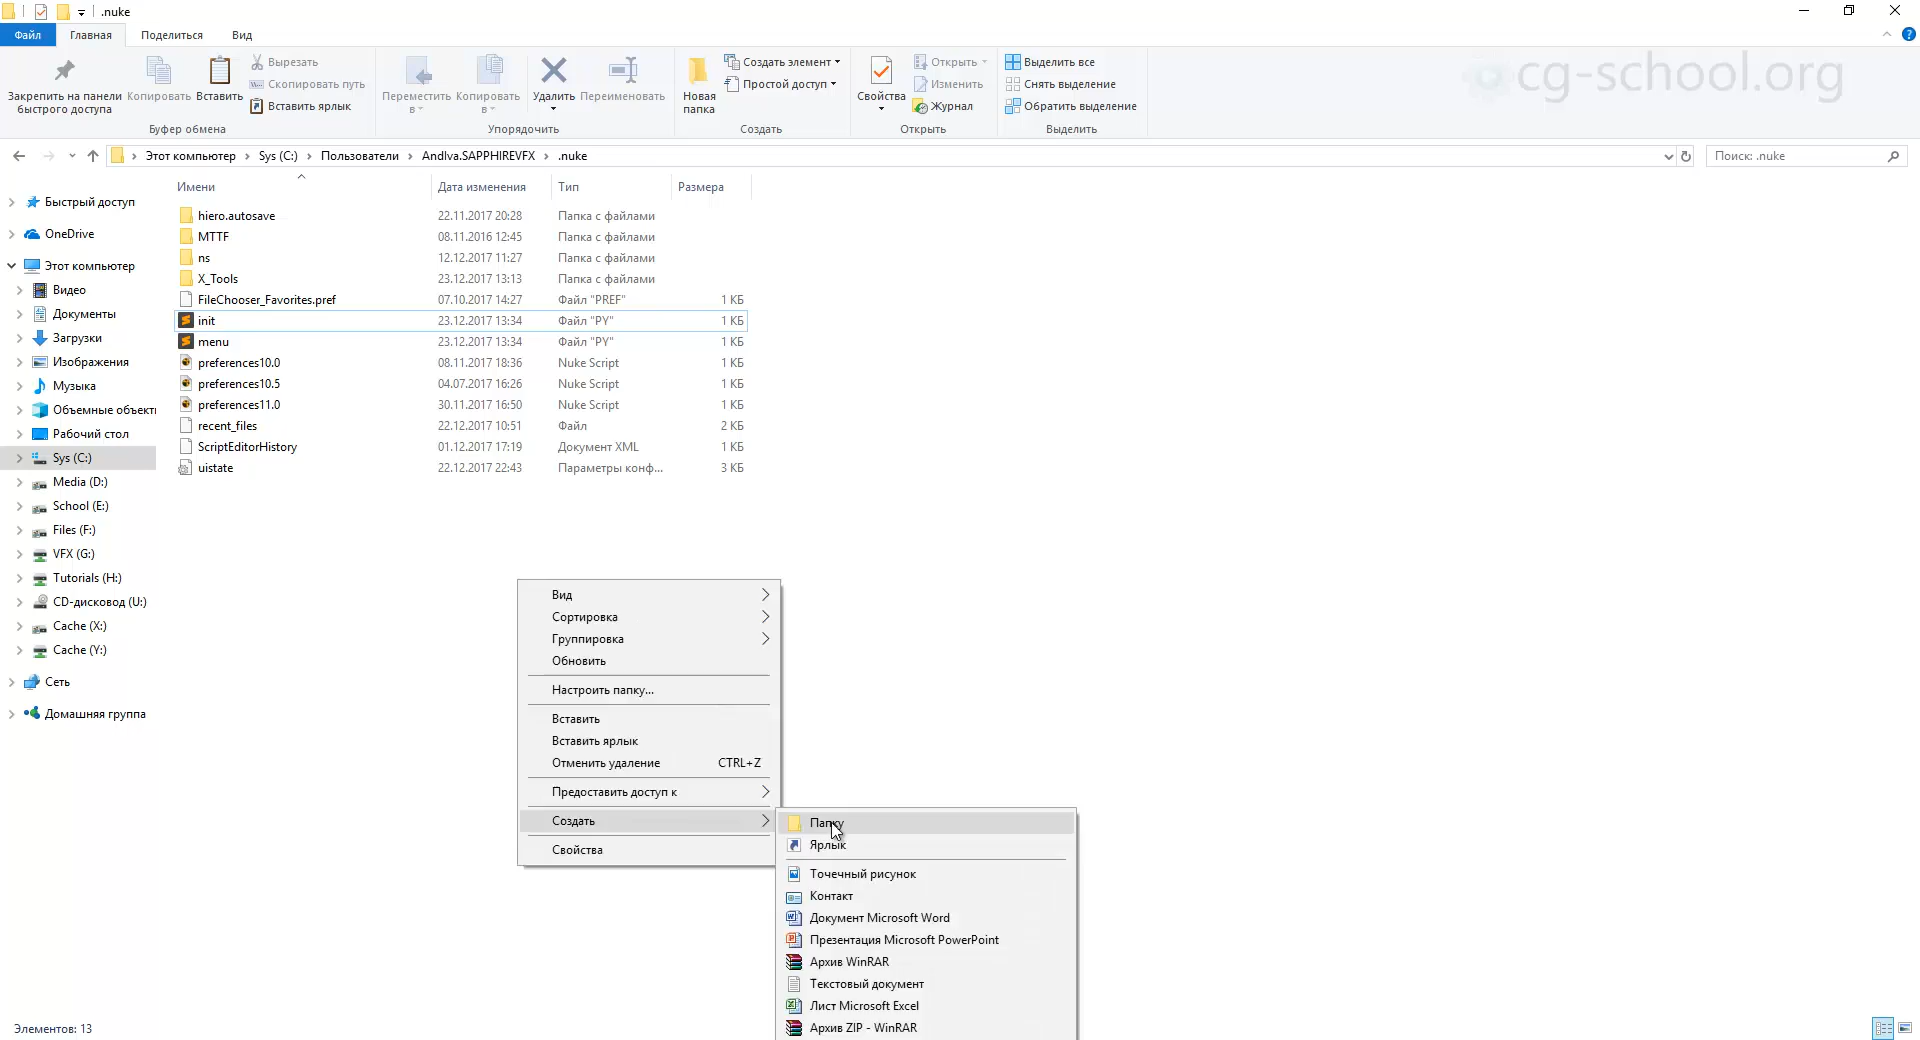 .nuke
Файл Главная Поделиться Вид
Закрепить на панели быстрого доступа
Копировать
Вставить
Вырезать
Скопировать путь
Вставить ярлык
Буфер обмена
Переместить в
Копировать в
Удалить
Переименовать
Упорядочить
Новая папка
Создать элемент
Простой доступ
Создать
Свойства
Открыть
Изменить
Журнал
Открыть
Выделить все
Снять выделение
Обратить выделение
Выделить
cg-school.org
Этот компьютер › Sys (C:) › Пользователи › AndIva.SAPPHIREVFX › .nuke
Поиск: .nuke
Имени Дата изменения Тип Размера
hiero.autosave 22.11.2017 20:28 Папка с файлами
MTTF 08.11.2016 12:45 Папка с файлами
ns 12.12.2017 11:27 Папка с файлами
X_Tools 23.12.2017 13:13 Папка с файлами
FileChooser_Favorites.pref 07.10.2017 14:27 Файл "PREF" 1 КБ
init 23.12.2017 13:34 Файл "PY" 1 КБ
menu 23.12.2017 13:34 Файл "PY" 1 КБ
preferences10.0 08.11.2017 18:36 Nuke Script 1 КБ
preferences10.5 04.07.2017 16:26 Nuke Script 1 КБ
preferences11.0 30.11.2017 16:50 Nuke Script 1 КБ
recent_files 22.12.2017 10:51 Файл 2 КБ
ScriptEditorHistory 01.12.2017 17:19 Документ XML 1 КБ
uistate 22.12.2017 22:43 Параметры конф... 3 КБ
Быстрый доступ
OneDrive
Этот компьютер
Видео
Документы
Загрузки
Изображения
Музыка
Объемные объекты
Рабочий стол
Sys (C:)
Media (D:)
School (E:)
Files (F:)
VFX (G:)
Tutorials (H:)
CD-дисковод (U:)
Cache (X:)
Cache (Y:)
Сеть
Домашняя группа
Вид
Сортировка
Группировка
Обновить
Настроить папку...
Вставить
Вставить ярлык
Отменить удаление CTRL+Z
Предоставить доступ к
Создать
Свойства
Папку
Ярлык
Точечный рисунок
Контакт
Документ Microsoft Word
Презентация Microsoft PowerPoint
Архив WinRAR
Текстовый документ
Лист Microsoft Excel
Архив ZIP - WinRAR
Элементов: 13